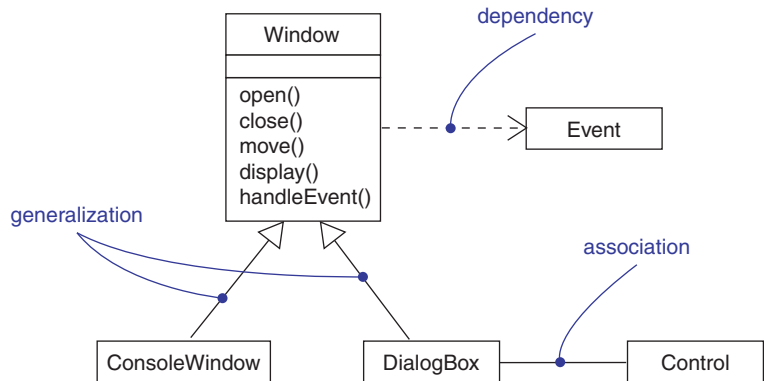 dependency
Window
open()
close()
move()
display()
handleEvent()
Event
generalization
association
ConsoleWindow
DialogBox
Control